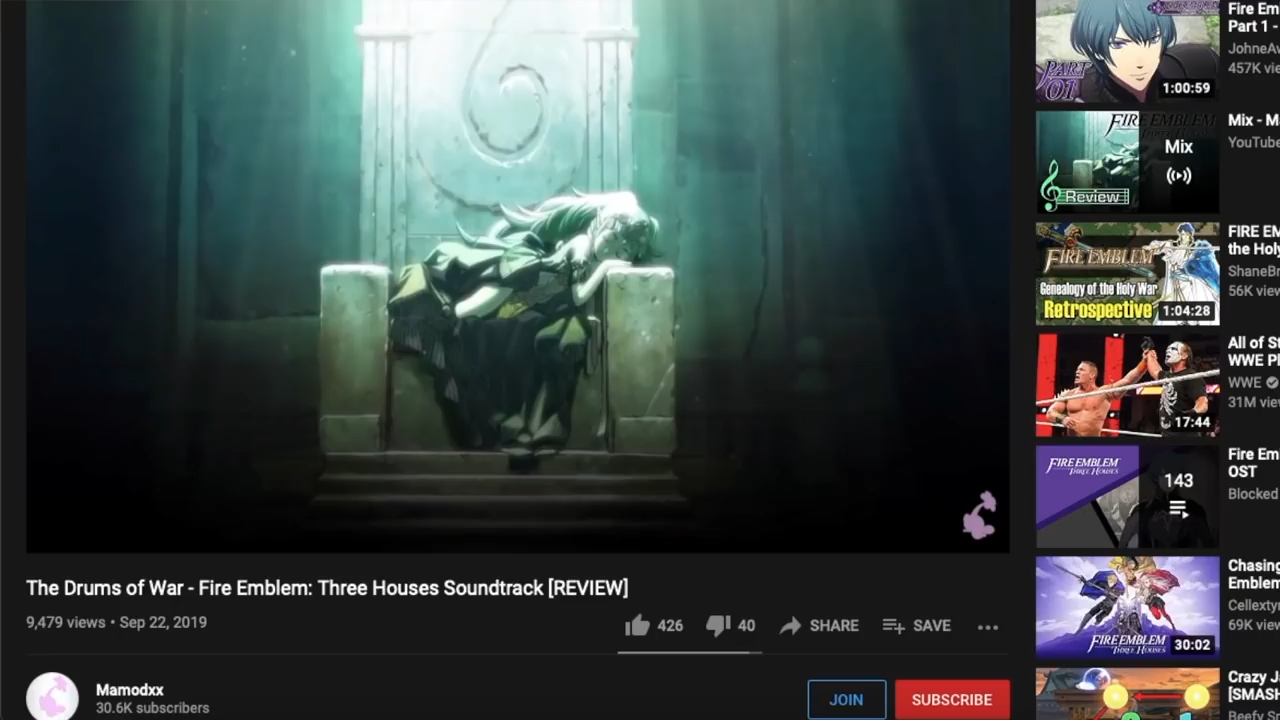 The Drums of War - Fire Emblem: Three Houses Soundtrack [REVIEW]
9,479 views • Sep 22, 2019
426
40
SHARE
SAVE
Mamodxx
30.6K subscribers
JOIN
SUBSCRIBE
PART
01
1:00:59
Fire Em
Part 1 -
JohneAv
457K vie
FIRE EMBLEM
Review
Mix
Mix - M
YouTube
FIRE EMBLEM
Genealogy of the Holy War
Retrospective
1:04:28
FIRE EM
the Holy
ShaneBr
56K view
17:44
All of St
WWE P
WWE
31M view
FIRE EMBLEM
THREE HOUSES
143
Fire Em
OST
Blocked
FIRE EMBLEM
THREE HOUSES
30:02
Chasing
Emblem
Cellexty
69K view
Crazy J
[SMASH
Beefy S